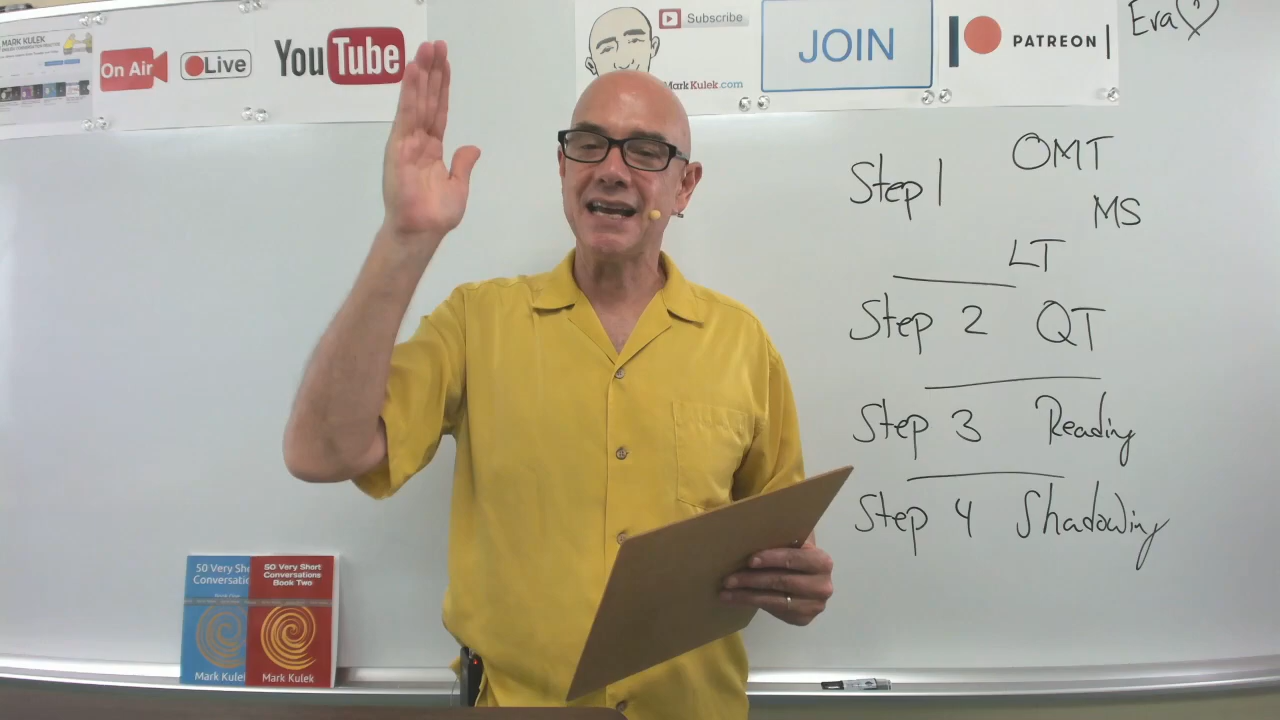 MARK KULEK
On Air
Live
YouTube
Subscribe
MarkKulek.com
JOIN
PATREON
Eva
Step 1
OMT
MS
LT
Step 2 QT
Step 3 Reading
Step 4 Shadowing
50 Very Sho
Conversatio
Mark Kulek
50 Very Short
Conversations
Book Two
Mark Kulek